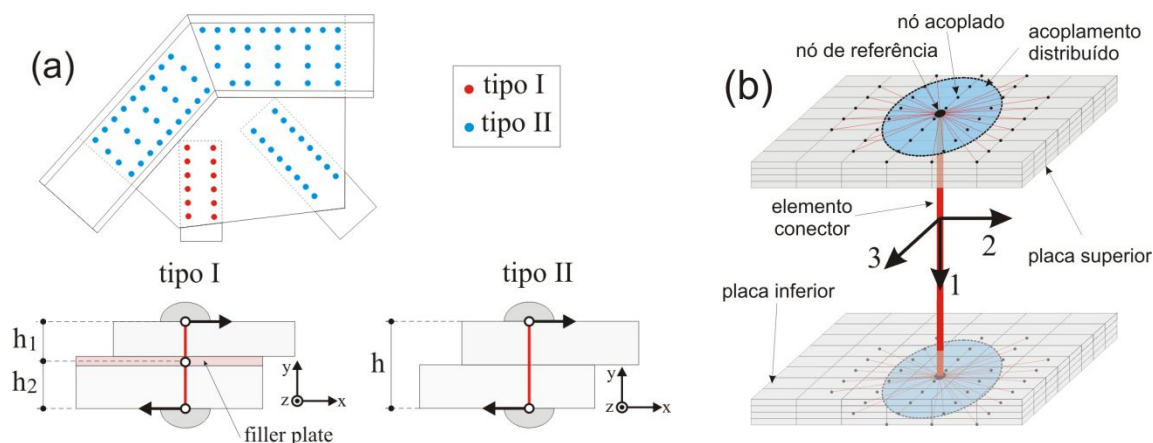 (a)
tipo I
tipo II
tipo I
h1
h2
y
z
x
filler plate
tipo II
h
y
z
x
(b)
nó acoplado
nó de referência
acoplamento
distribuído
elemento
conector
3
2
1
placa superior
placa inferior